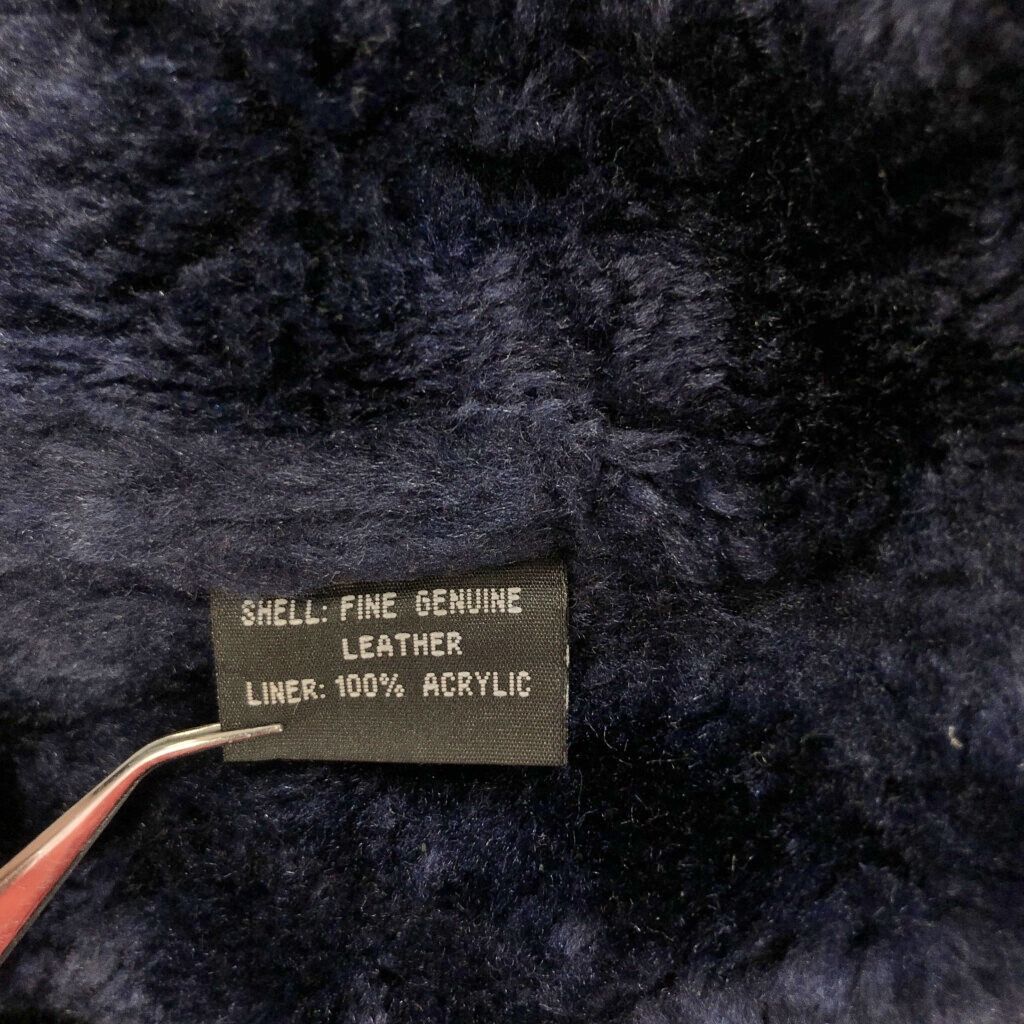 SHELL: FINE GENUINE
LEATHER
LINER: 100% ACRYLIC